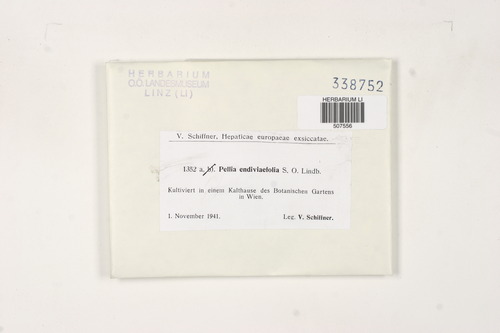 HERBARIUM
O.Ö. LANDESMUSEUM
LINZ (LI)
338752
HERBARIUM LI
507556
V. Schiffner, Hepaticae europaeae exsiccatae.
1352 a. Pellia endiviaefolia S. O. Lindb.
Kultiviert in einem Kalthause des Botanischen Gartens
in Wien.
1. November 1941. Leg. V. Schiffner.